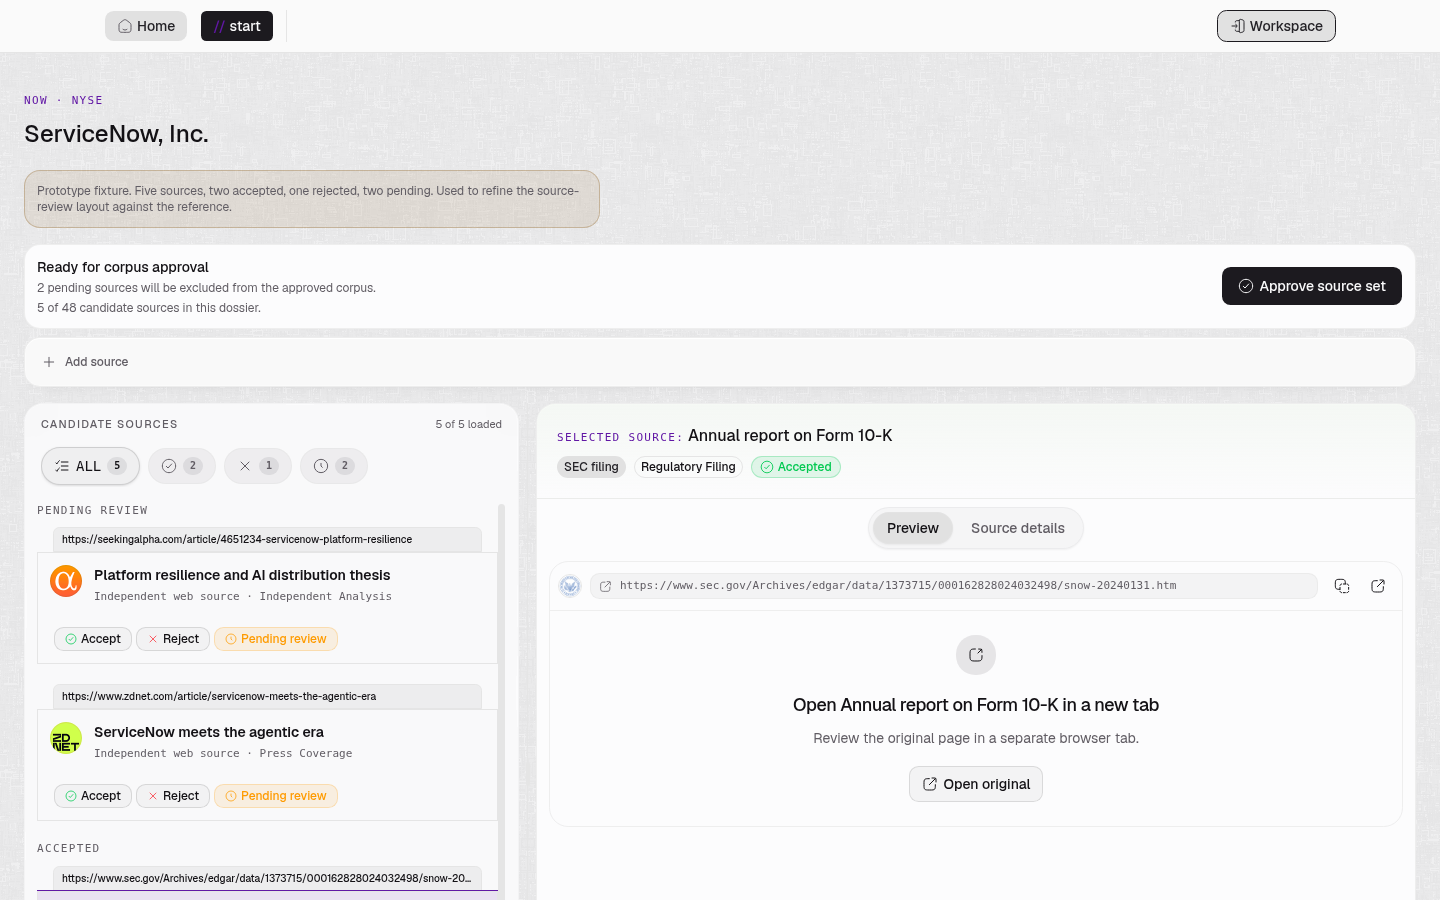 Home
// start
Workspace
NOW · NYSE
ServiceNow, Inc.
Prototype fixture. Five sources, two accepted, one rejected, two pending. Used to refine the source-
review layout against the reference.
Ready for corpus approval
2 pending sources will be excluded from the approved corpus.
5 of 48 candidate sources in this dossier.
Approve source set
Add source
CANDIDATE SOURCES
5 of 5 loaded
ALL 5
2
1
2
PENDING REVIEW
https://seekingalpha.com/article/4651234-servicenow-platform-resilience
Platform resilience and AI distribution thesis
Independent web source · Independent Analysis
Accept
Reject
Pending review
https://www.zdnet.com/article/servicenow-meets-the-agentic-era
ZD
NET
ServiceNow meets the agentic era
Independent web source · Press Coverage
Accept
Reject
Pending review
ACCEPTED
https://www.sec.gov/Archives/edgar/data/1373715/000162828024032498/snow-20...
SELECTED SOURCE: Annual report on Form 10-K
SEC filing
Regulatory Filing
Accepted
Preview
Source details
https://www.sec.gov/Archives/edgar/data/1373715/000162828024032498/snow-20240131.htm
Open Annual report on Form 10-K in a new tab
Review the original page in a separate browser tab.
Open original